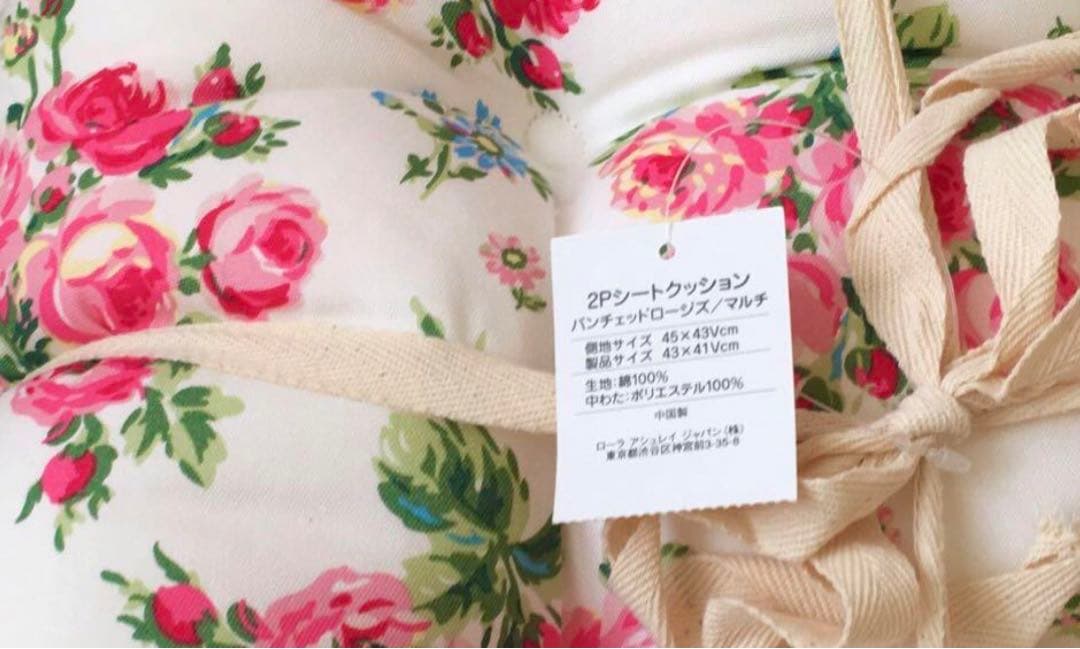 2Pシートクッション
バンチェッドローージズ／マルチ
側地サイズ 45×43Vcm
製品サイズ 43×41Vcm
生地：綿100%
中わた：ポリエステル100%
中国製
ローラ アシュレイ ジャパン（株）
東京都渋谷区神宮前3-35-8